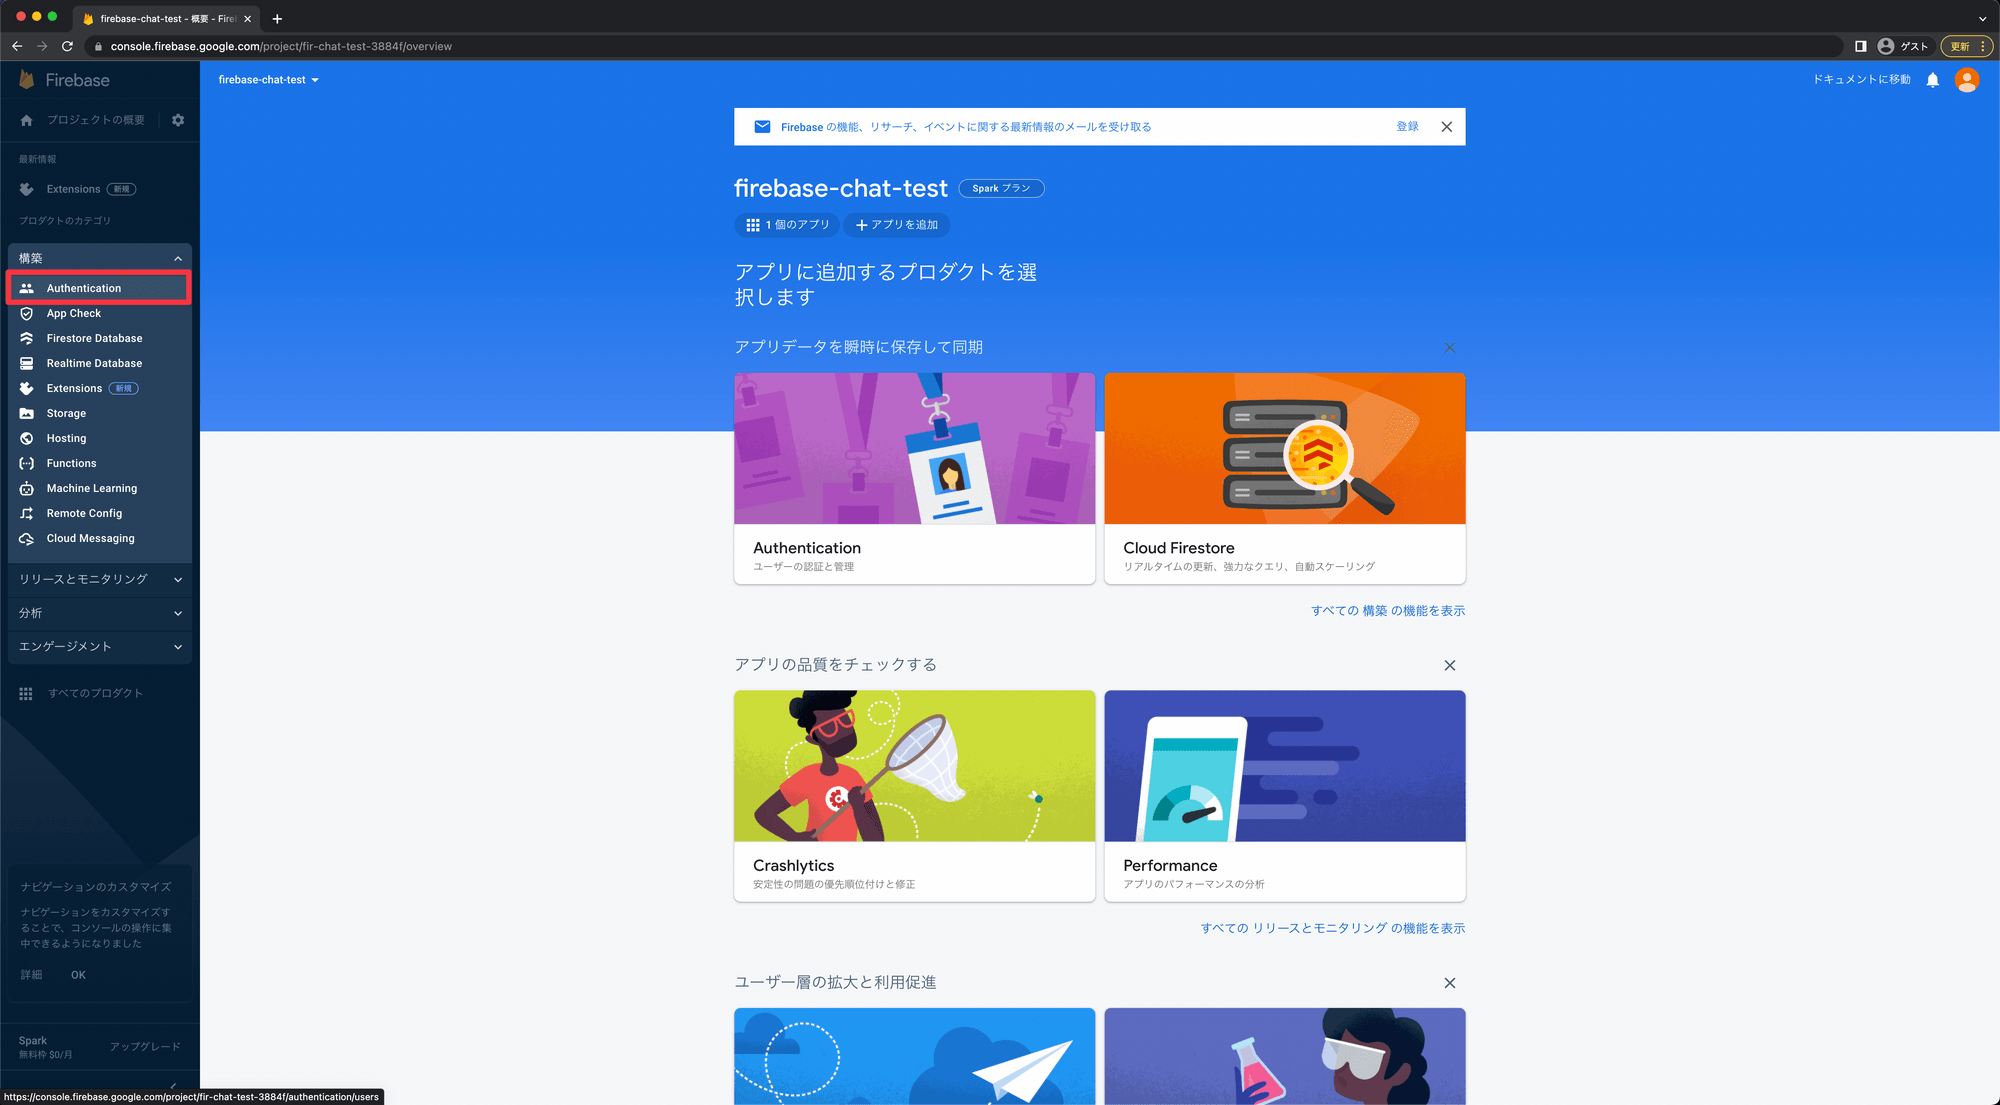 firebase-chat-test - 概要 - Fire
console.firebase.google.com/project/fir-chat-test-3884f/overview
ゲスト
更新
Firebase
firebase-chat-test
ドキュメントに移動
プロジェクトの概要
最新情報
Extensions 新規
プロダクトのカテゴリ
構築
Authentication
App Check
Firestore Database
Realtime Database
Extensions 新規
Storage
Hosting
Functions
Machine Learning
Remote Config
Cloud Messaging
リリースとモニタリング
分析
エンゲージメント
すべてのプロダクト
ナビゲーションのカスタマイズ
ナビゲーションをカスタマイズす
ることで、コンソールの操作に集
中できるようになりました
詳細 OK
Spark
無料枠 $0/月
アップグレード
Firebase の機能、リサーチ、イベントに関する最新情報のメールを受け取る
登録
firebase-chat-test
Spark プラン
1 個のアプリ
アプリを追加
アプリに追加するプロダクトを選
択します
アプリデータを瞬時に保存して同期
Authentication
ユーザーの認証と管理
Cloud Firestore
リアルタイムの更新、強力なクエリ、自動スケーリング
すべての 構築 の機能を表示
アプリの品質をチェックする
Crashlytics
安定性の問題の優先順位付けと修正
Performance
アプリのパフォーマンスの分析
すべての リリースとモニタリング の機能を表示
ユーザー層の拡大と利用促進
https://console.firebase.google.com/project/fir-chat-test-3884f/authentication/users